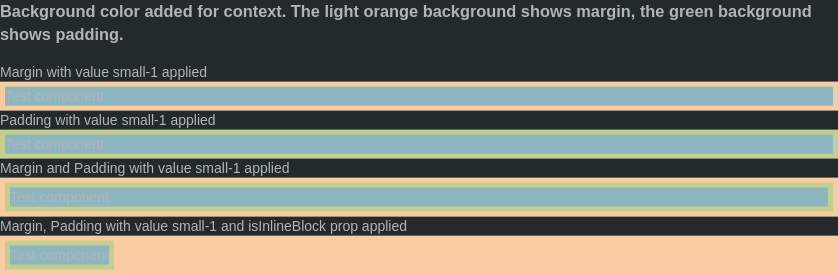 Background color added for context. The light orange background shows margin, the green background
shows padding.
Margin with value small-1 applied
Test component
Padding with value small-1 applied
Test component
Margin and Padding with value small-1 applied
Test component
Margin, Padding with value small-1 and isInlineBlock prop applied
Test component